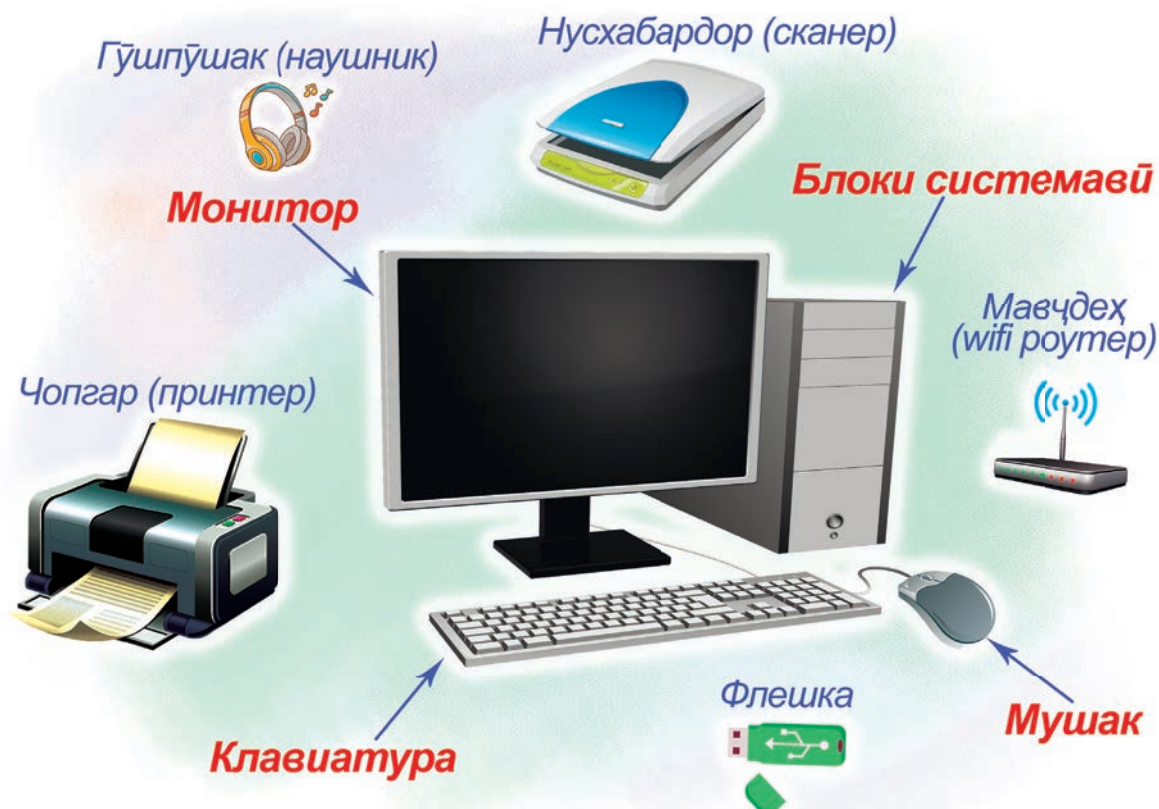 Гӯшпӯшак (наушник)
Нусхабардор (сканер)
Монитор
Блоки системавӣ
Мавҷдеҳ
(wifi роутер)
Чопгар (принтер)
Флешка
Мушак
Клавиатура